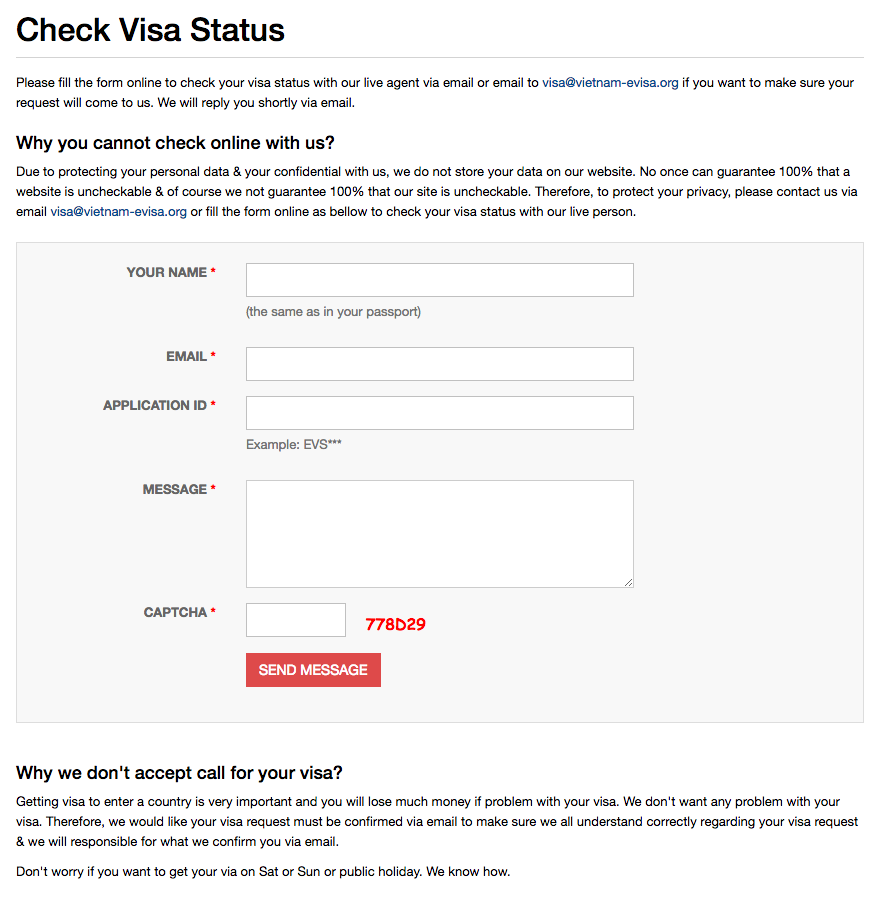 Check Visa Status
Please fill the form online to check your visa status with our live agent via email or email to visa@vietnam-evisa.org if you want to make sure your
request will come to us. We will reply you shortly via email.
Why you cannot check online with us?
Due to protecting your personal data & your confidential with us, we do not store your data on our website. No once can guarantee 100% that a
website is uncheckable & of course we not guarantee 100% that our site is uncheckable. Therefore, to protect your privacy, please contact us via
email visa@vietnam-evisa.org or fill the form online as bellow to check your visa status with our live person.
YOUR NAME *
(the same as in your passport)
EMAIL *
APPLICATION ID *
Example: EVS***
MESSAGE *
CAPTCHA *
778D29
SEND MESSAGE
Why we don't accept call for your visa?
Getting visa to enter a country is very important and you will lose much money if problem with your visa. We don't want any problem with your
visa. Therefore, we would like your visa request must be confirmed via email to make sure we all understand correctly regarding your visa request
& we will responsible for what we confirm you via email.
Don't worry if you want to get your via on Sat or Sun or public holiday. We know how.